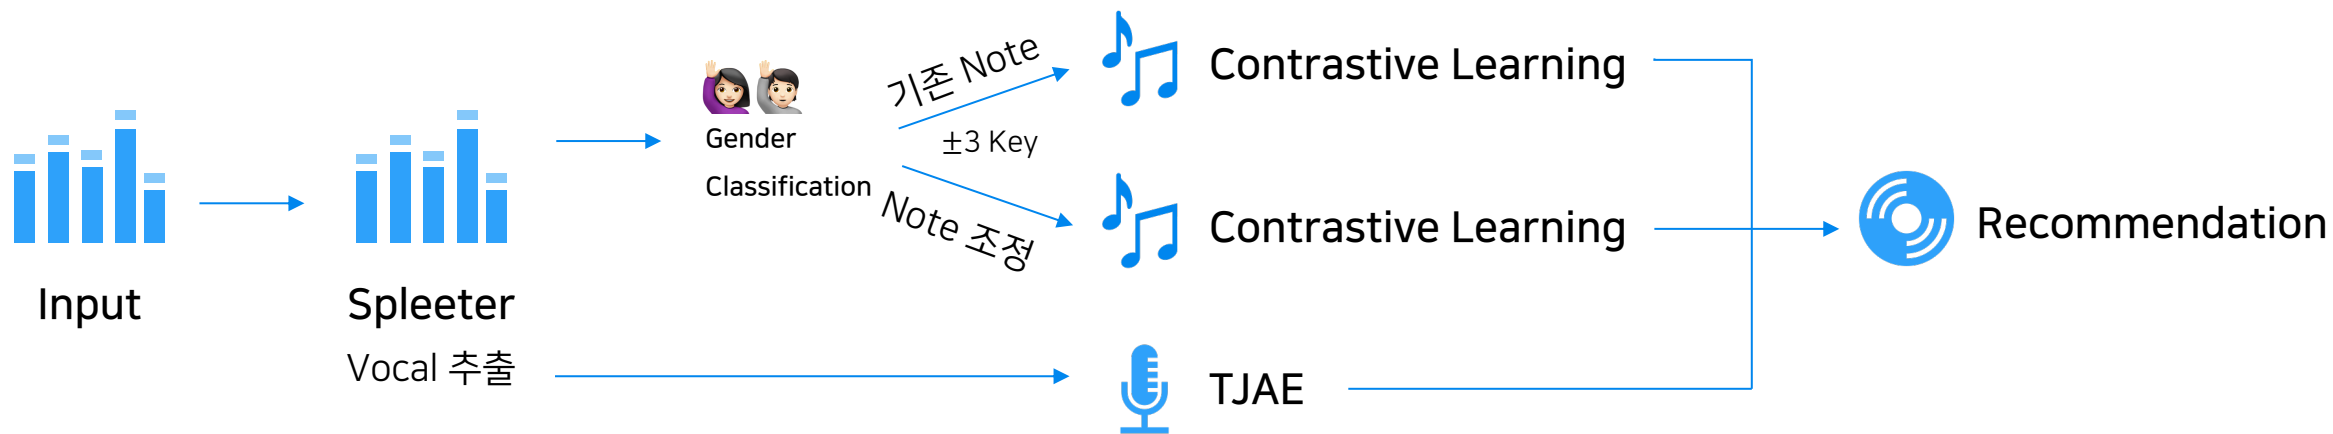 Input
Spleeter
Vocal 추출
Gender
Classification
기존 Note
±3 Key
Note 조정
Contrastive Learning
Contrastive Learning
TJAE
Recommendation